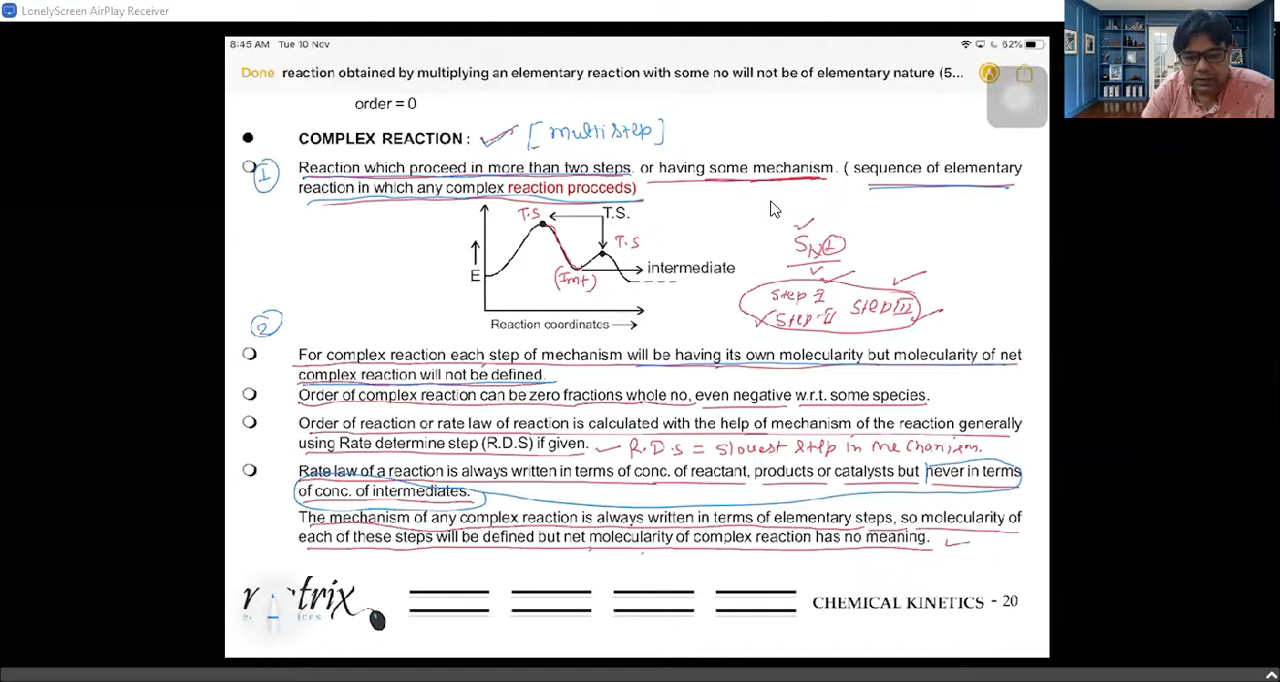 LonelyScreen AirPlay Receiver
8:45 AM Tue 10 Nov 62%
Done reaction obtained by multiplying an elementary reaction with some no will not be of elementary nature (5...
order = 0
COMPLEX REACTION : [multistep]
1 Reaction which proceed in more than two steps. or having some mechanism. ( sequence of elementary
reaction in which any complex reaction procceds)
T.S T.S.
T.S
SN1
E (Int) intermediate
Step I Step III
Step II
Reaction coordinates
2
For complex reaction each step of mechanism will be having its own molecularity but molecularity of net
complex reaction will not be defined.
Order of complex reaction can be zero fractions whole no, even negative w.r.t. some species.
Order of reaction or rate law of reaction is calculated with the help of mechanism of the reaction generally
using Rate determine step (R.D.S) if given. R.D.S = slowest step in mechanism.
Rate law of a reaction is always written in terms of conc. of reactant, products or catalysts but never in terms
of conc. of intermediates.
The mechanism of any complex reaction is always written in terms of elementary steps, so molecularity of
each of these steps will be defined but net molecularity of complex reaction has no meaning.
CHEMICAL KINETICS - 20